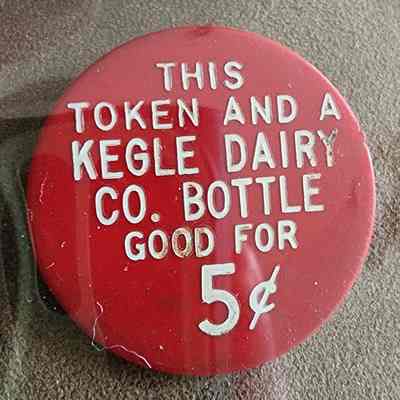 THIS
TOKEN AND A
KEGLE DAIRY
CO. BOTTLE
GOOD FOR
5¢